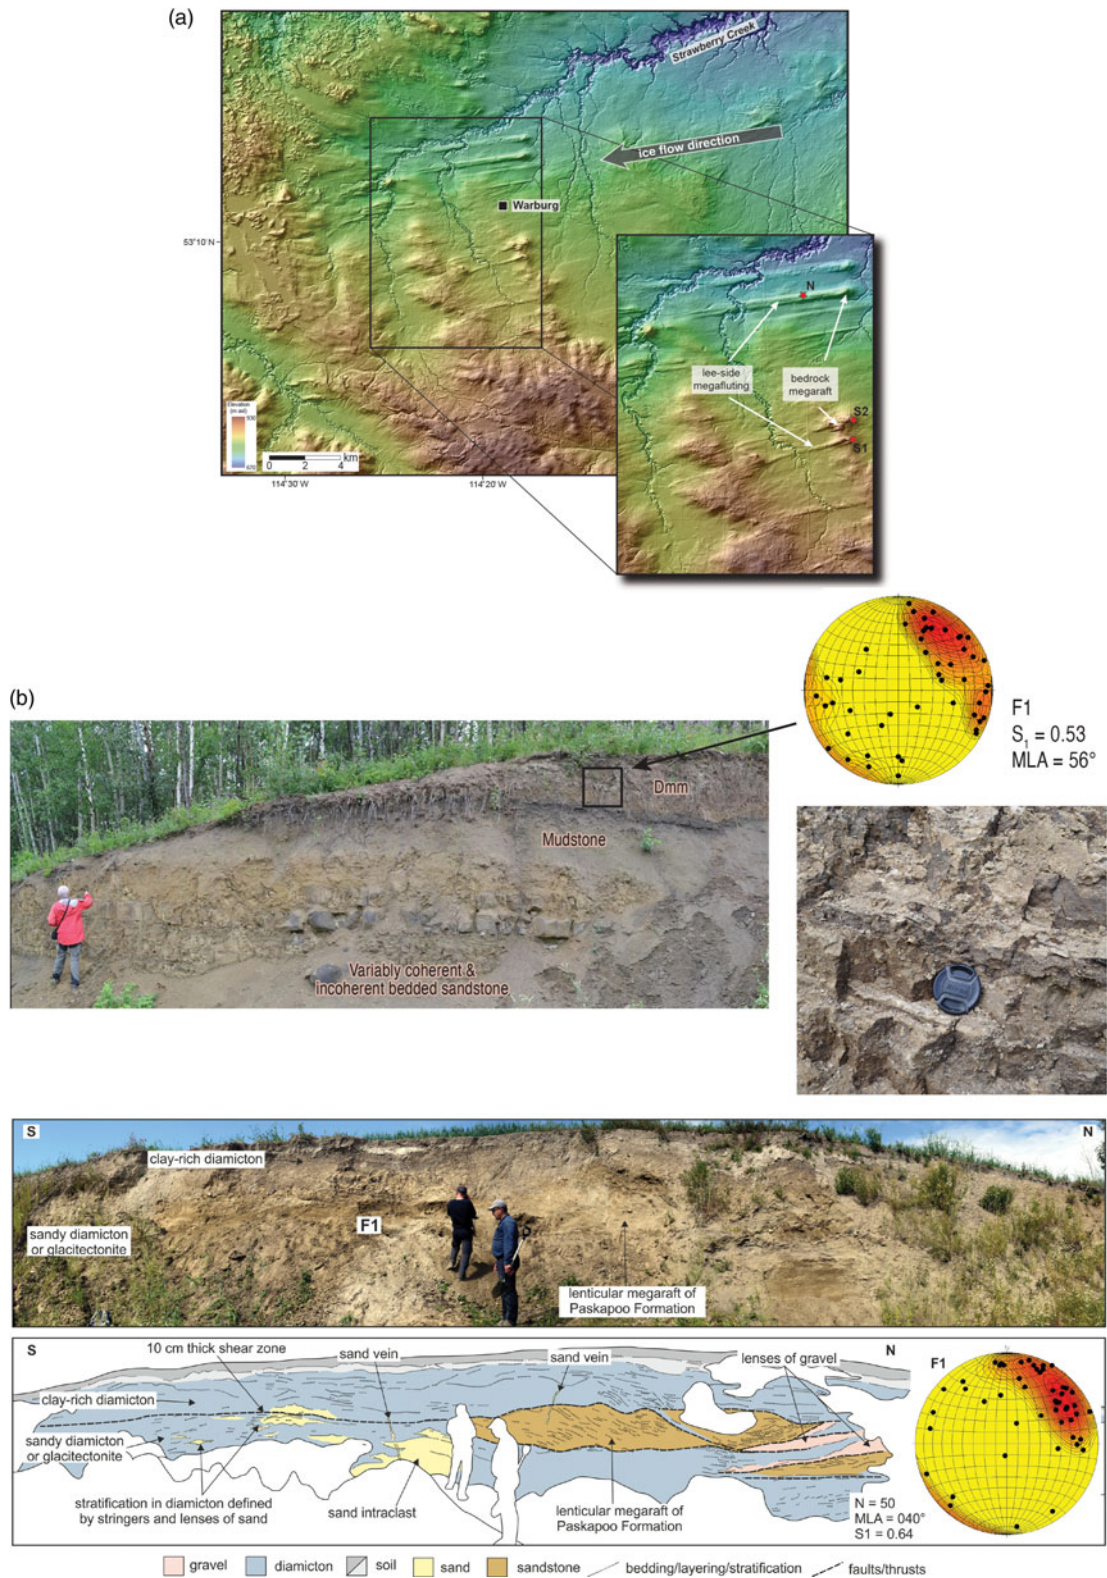 (a)
Strawberry Creek
ice flow direction
Warburg
53°10' N
N
lee-side
megafluting
bedrock
megaraft
S2
S1
Elevation
(m asl)
930
670
0 2 4
km
114°30' W
114°20' W
(b)
F1
S1 = 0.53
MLA = 56°
Dmm
Mudstone
Variably coherent &
incoherent bedded sandstone
S
N
clay-rich diamicton
F1
sandy diamicton
or glacitectonite
lenticular megaraft of
Paskapoo Formation
S
N
10 cm thick shear zone
sand vein
sand vein
lenses of gravel
F1
clay-rich diamicton
sandy diamicton
or glacitectonite
stratification in diamicton defined
by stringers and lenses of sand
sand intraclast
lenticular megaraft of
Paskapoo Formation
N = 50
MLA = 040°
S1 = 0.64
gravel diamicton soil sand sandstone bedding/layering/stratification faults/thrusts